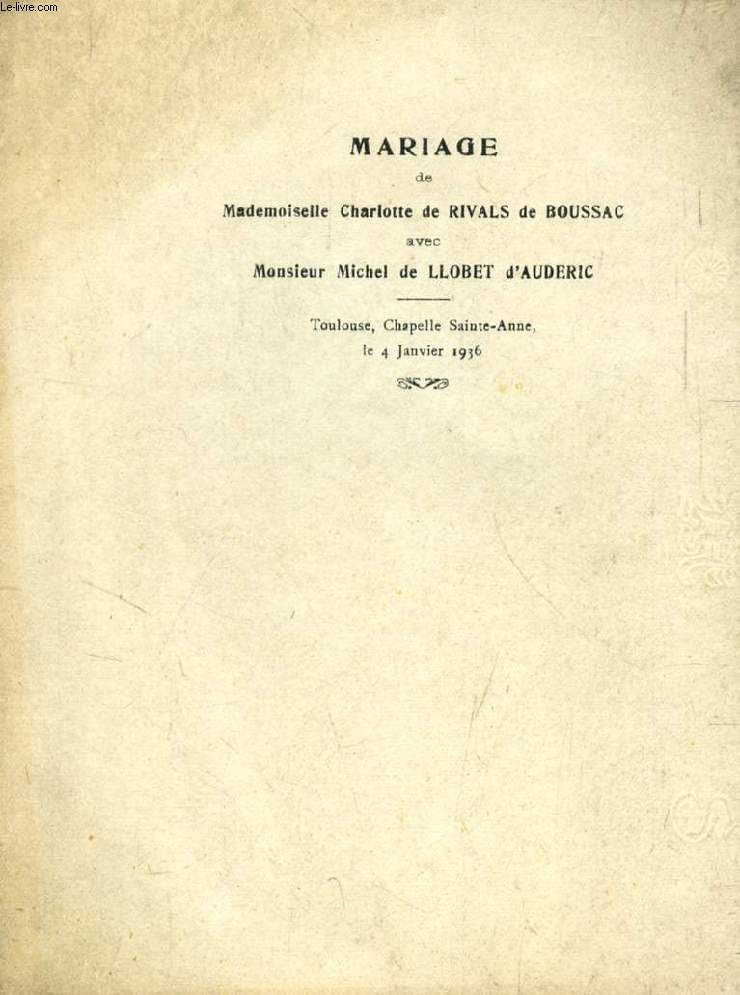 Le-livre.com
MARIAGE
de
Mademoiselle Charlotte de RIVALS de BOUSSAC
avec
Monsieur Michel de LLOBET d'AUDERIC
Toulouse, Chapelle Sainte-Anne,
le 4 Janvier 1936